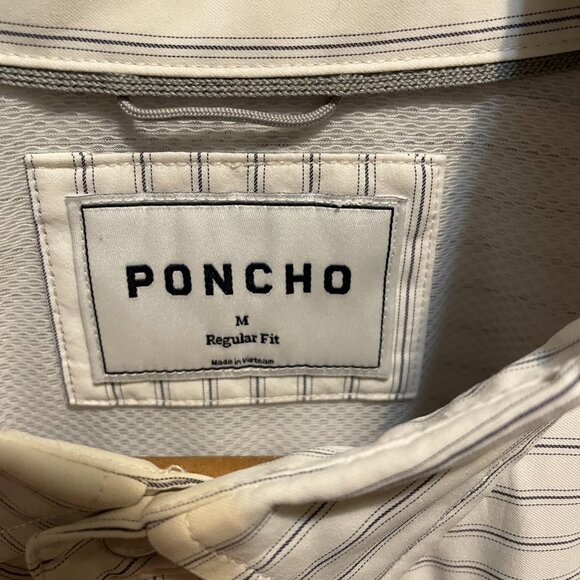 PONCHO
M
Regular Fit
Made in Vietnam